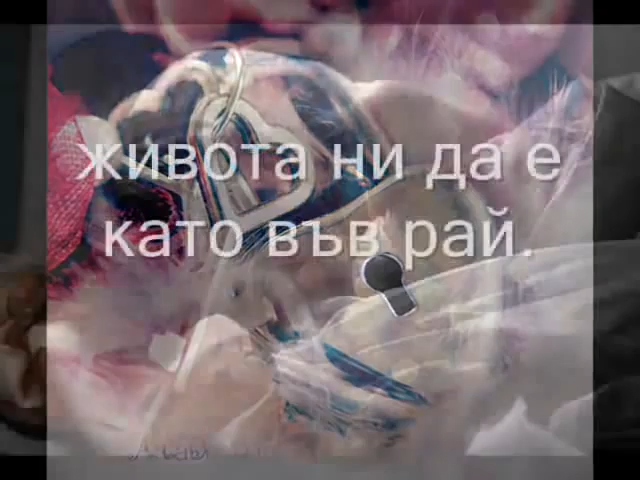 живота ни да е
като във рай.